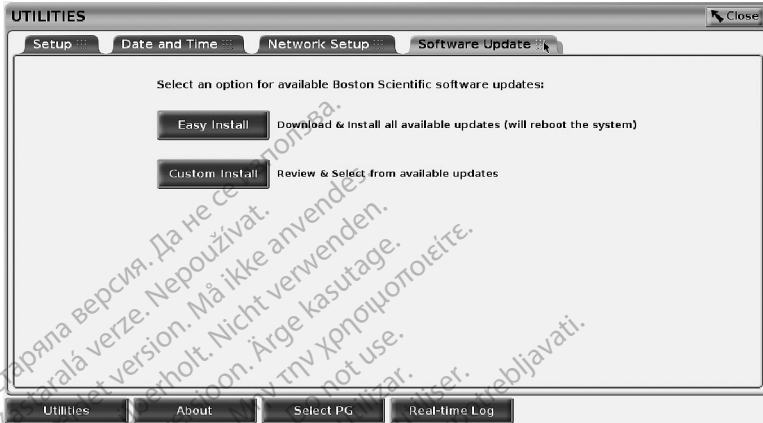 UTILITIES
Close
Setup
Date and Time
Network Setup
Software Update
Select an option for available Boston Scientific software updates:
Easy Install
Download & Install all available updates (will reboot the system)
Custom Install
Review & Select from available updates
Utilities
About
Select PG
Real-time Log
версия. Да не се използва.
verze. Nepoužívat.
version. Må ikke anvendes.
Nicht verwenden.
Ärge kasutage.
Μην την χρησιμοποιείτε.
Do not use.